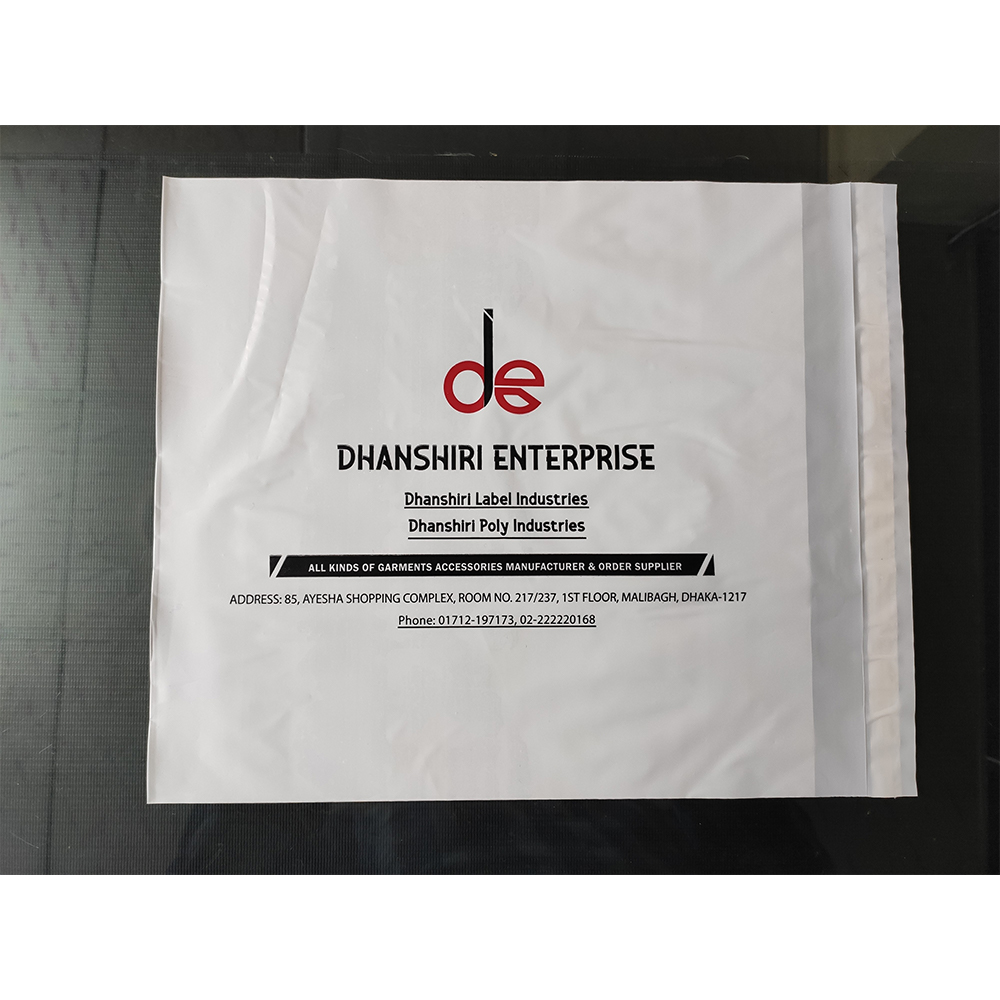 de
DHANSHIRI ENTERPRISE
Dhanshiri Label Industries
Dhanshiri Poly Industries
ALL KINDS OF GARMENTS ACCESSORIES MANUFACTURER & ORDER SUPPLIER
ADDRESS: 85, AYESHA SHOPPING COMPLEX, ROOM NO. 217/237, 1ST FLOOR, MALIBAGH, DHAKA-1217
Phone: 01712-197173, 02-222220168